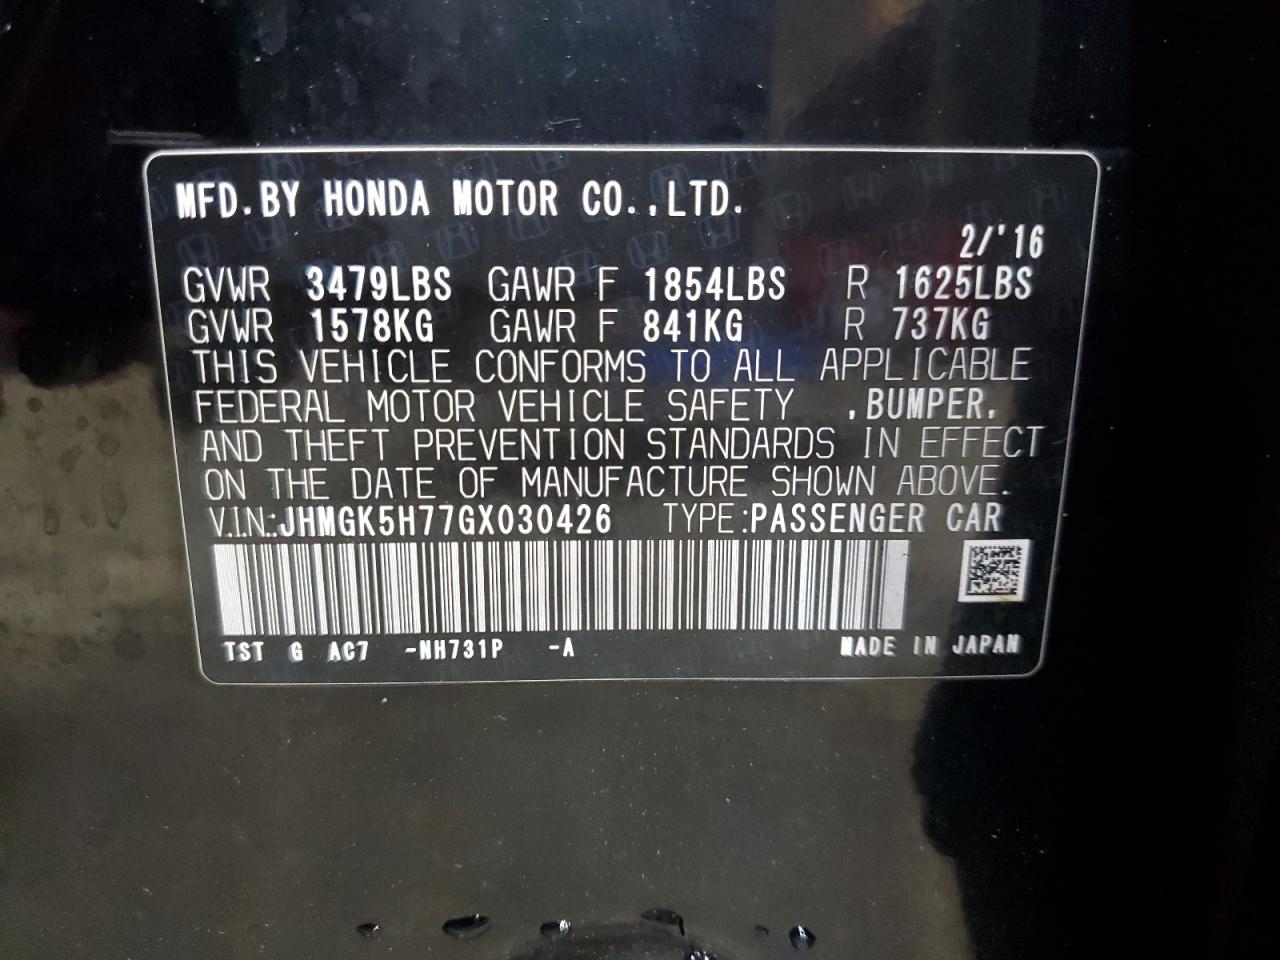 MFD.BY HONDA MOTOR CO.,LTD.
2/'16
GVWR 3479LBS GAWR F 1854LBS R 1625LBS
GVWR 1578KG GAWR F 841KG R 737KG
THIS VEHICLE CONFORMS TO ALL APPLICABLE
FEDERAL MOTOR VEHICLE SAFETY ,BUMPER,
AND THEFT PREVENTION STANDARDS IN EFFECT
ON THE DATE OF MANUFACTURE SHOWN ABOVE.
V.I.N.:JHMGK5H77GX030426 TYPE:PASSENGER CAR
TST G AC7 -NH731P -A MADE IN JAPAN